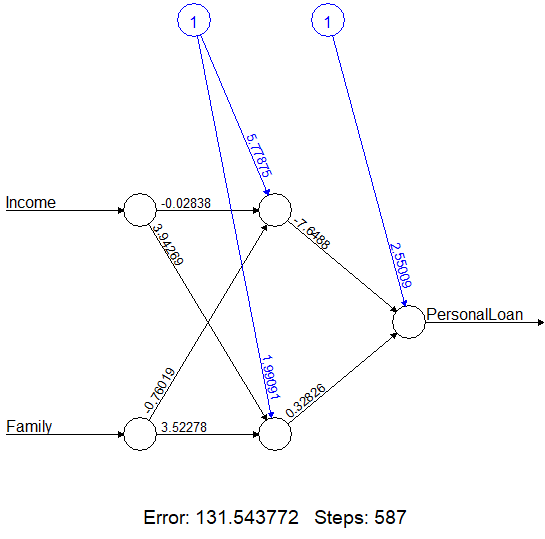 1
1
5.77875
Income
-0.02838
3.94269
-7.6488
2.55009
PersonalLoan
1.99091
-0.76019
0.32826
Family
3.52278
Error: 131.543772 Steps: 587